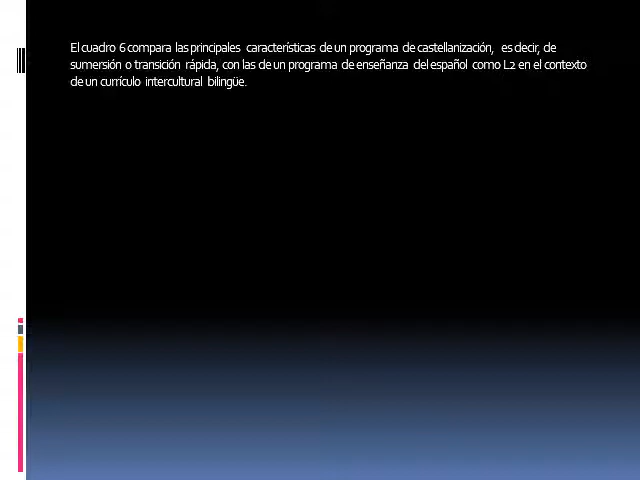 El cuadro 6 compara las principales características de un programa de castellanización, es decir, de
sumersión o transición rápida, con las de un programa de enseñanza del español como L2 en el contexto
de un currículo intercultural bilingüe.